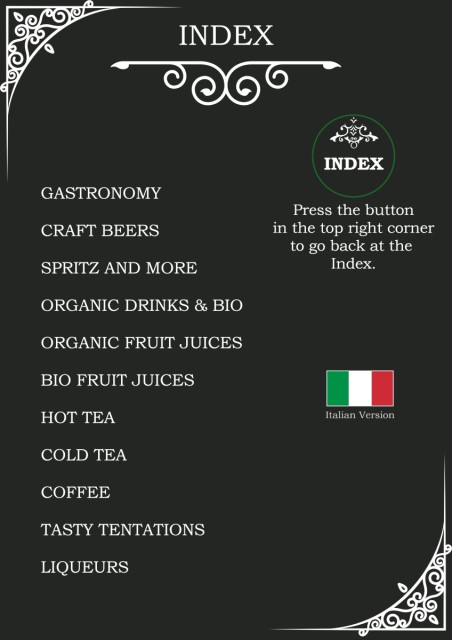 INDEX
INDEX
Press the button
in the top right corner
to go back at the
Index.
GASTRONOMY
CRAFT BEERS
SPRITZ AND MORE
ORGANIC DRINKS & BIO
ORGANIC FRUIT JUICES
BIO FRUIT JUICES
HOT TEA
COLD TEA
COFFEE
TASTY TENTATIONS
LIQUEURS
Italian Version